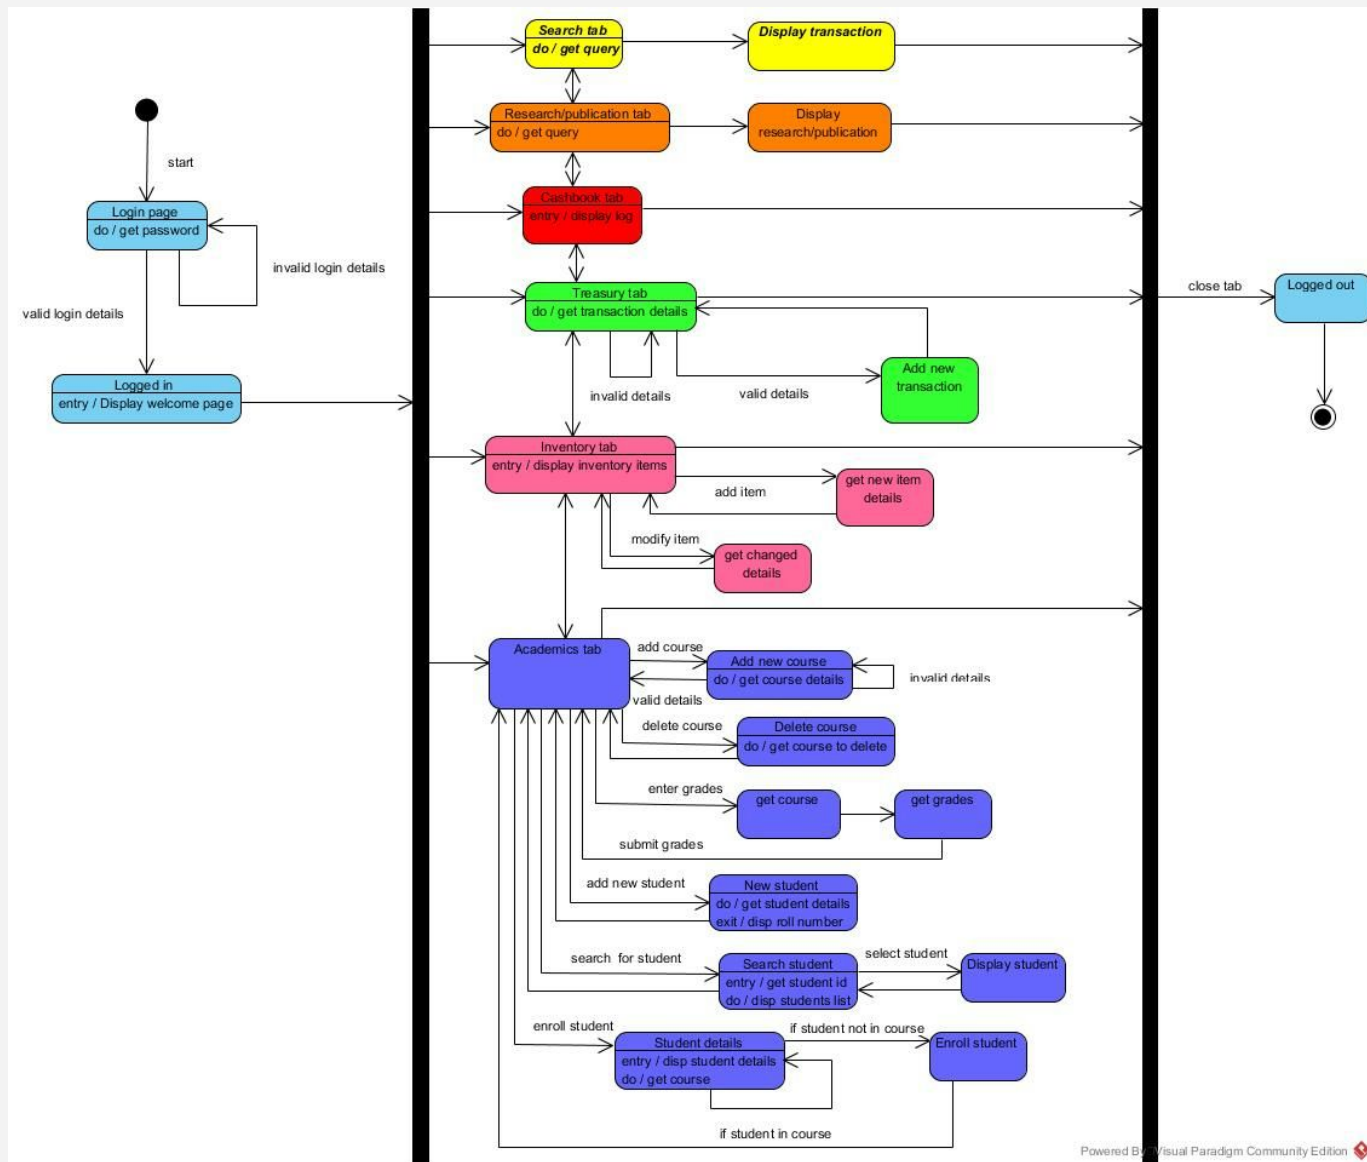 start
Login page
do / get password
invalid login details
valid login details
Logged in
entry / Display welcome page
Search tab
do / get query
Display transaction
Research/publication tab
do / get query
Display
research/publication
Cashbook tab
entry / display log
Treasury tab
do / get transaction details
invalid details
valid details
Add new
transaction
Inventory tab
entry / display inventory items
add item
get new item
details
modify item
get changed
details
Academics tab
add course
Add new course
do / get course details
invalid details
valid details
delete course
Delete course
do / get course to delete
enter grades
get course
get grades
submit grades
add new student
New student
do / get student details
exit / disp roll number
search for student
Search student
entry / get student id
do / disp students list
select student
Display student
enroll student
Student details
entry / disp student details
do / get course
if student not in course
Enroll student
if student in course
close tab
Logged out
Powered By Visual Paradigm Community Edition